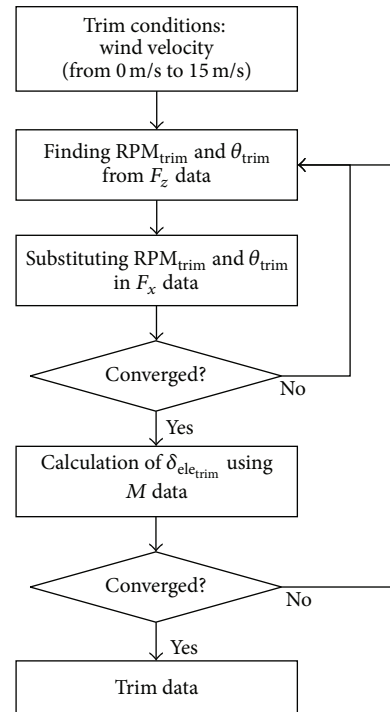 Trim conditions:
wind velocity
(from 0 m/s to 15 m/s)
Finding RPM_trim and θ_trim
from F_z data
Substituting RPM_trim and θ_trim
in F_x data
Converged?
No
Yes
Calculation of δ_ele_trim using
M data
Converged?
No
Yes
Trim data